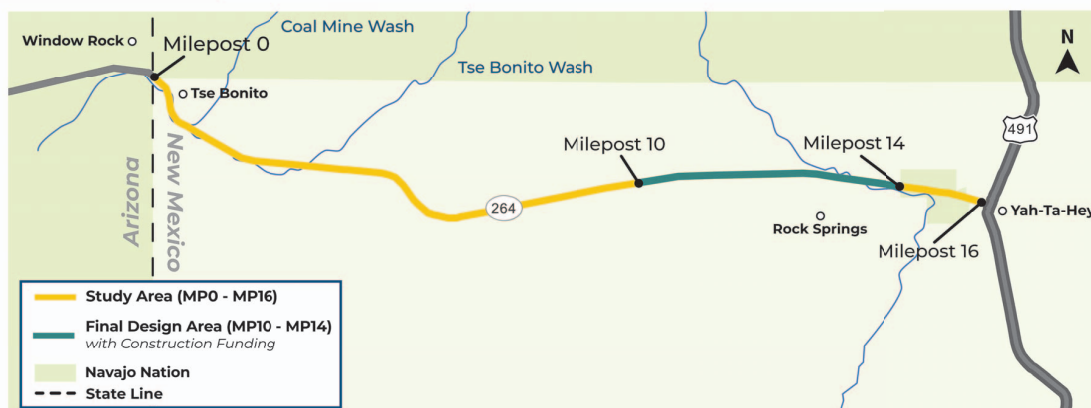 Coal Mine Wash
N
Window Rock
Milepost 0
Tse Bonito Wash
Tse Bonito
491
Milepost 10
Milepost 14
Arizona
New Mexico
264
Rock Springs
Yah-Ta-Hey
Milepost 16
Study Area (MP0 - MP16)
Final Design Area (MP10 - MP14)
with Construction Funding
Navajo Nation
State Line